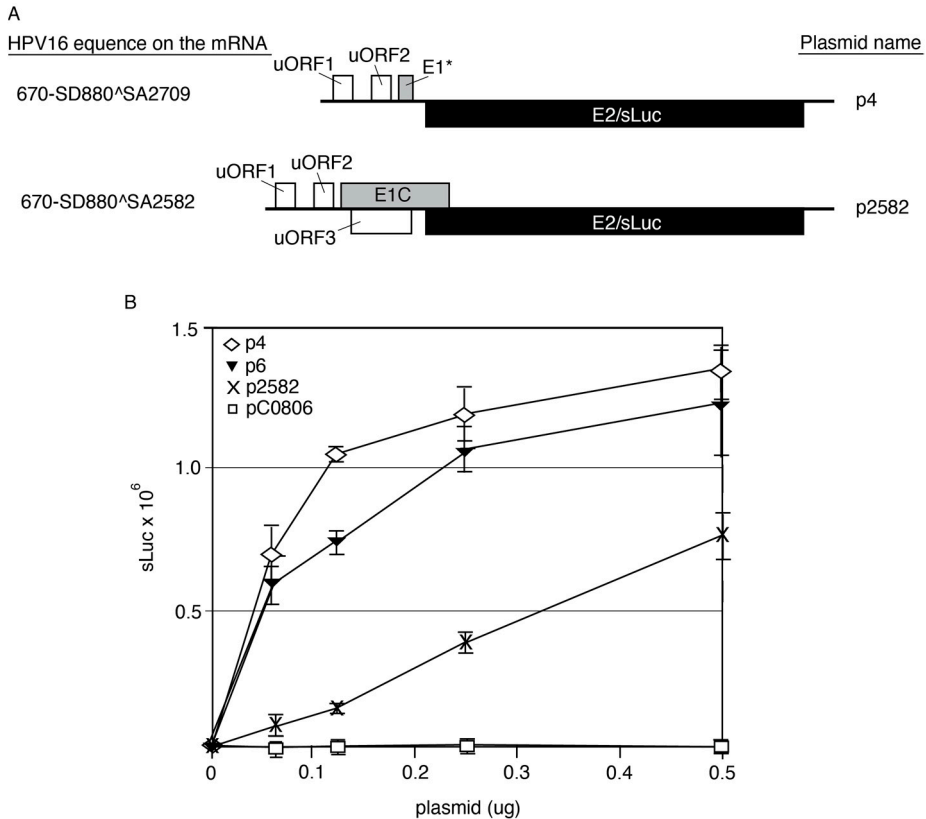 A
HPV16 equence on the mRNA
Plasmid name
uORF1
uORF2
E1*
670-SD880^SA2709
E2/sLuc
p4
uORF1
uORF2
E1C
670-SD880^SA2582
E2/sLuc
p2582
uORF3
B
1.5
1.0
0.5
0
sLuc x 10⁶
p4
p6
p2582
pC0806
0
0.1
0.2
0.3
0.4
0.5
plasmid (ug)